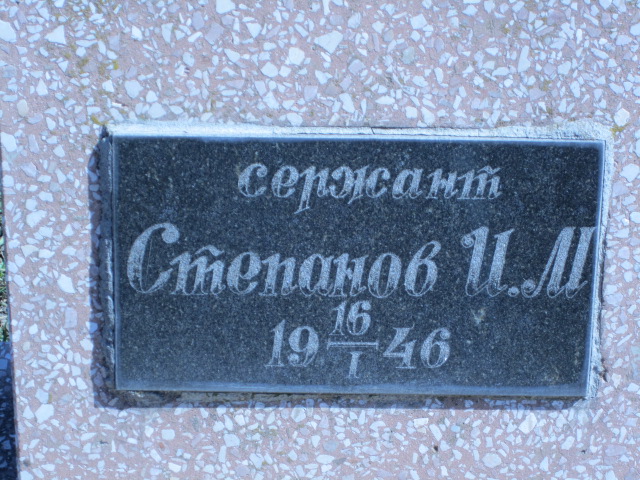 сержант
Степанов И.М
19 16/I 46